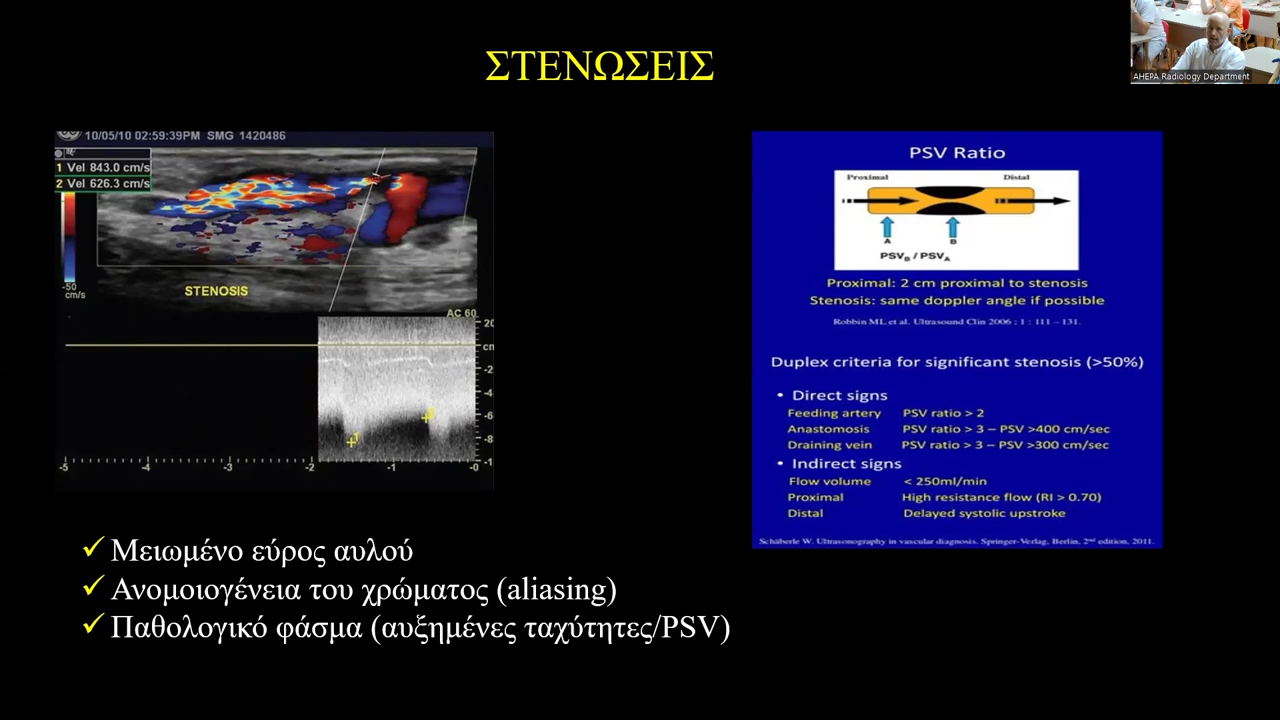 ΣΤΕΝΩΣΕΙΣ
AHEPA Radiology Department
10/05/10 02:59:39PM SMG 1420486
1 Vel 843.0 cm/s
2 Vel 626.3 cm/s
-50
cm/s
STENOSIS
AC 60
20
cm
-2
-4
-6
-8
-1
1
-5 -4 -3 -2 -1 -0
PSV Ratio
Proximal Distal
A B
PSVB / PSVA
Proximal: 2 cm proximal to stenosis
Stenosis: same doppler angle if possible
Robbin ML et al. Ultrasound Clin 2006 ; 1 : 111 – 131.
Duplex criteria for significant stenosis (>50%)
• Direct signs
Feeding artery PSV ratio > 2
Anastomosis PSV ratio > 3 – PSV >400 cm/sec
Draining vein PSV ratio > 3 – PSV >300 cm/sec
• Indirect signs
Flow volume < 250ml/min
Proximal High resistance flow (RI > 0.70)
Distal Delayed systolic upstroke
Schäberle W. Ultrasonography in vascular diagnosis. Springer-Verlag, Berlin, 2nd edition, 2011.
✓ Μειωμένο εύρος αυλού
✓ Ανομοιογένεια του χρώματος (aliasing)
✓ Παθολογικό φάσμα (αυξημένες ταχύτητες/PSV)